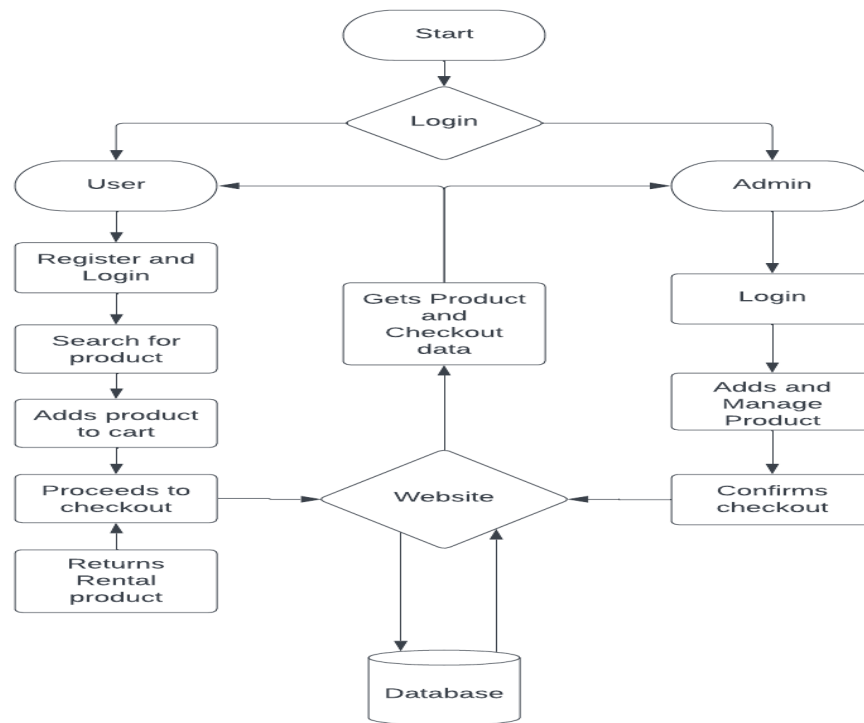 Start
Login
User
Admin
Register and
Login
Gets Product
and
Checkout
data
Login
Search for
product
Adds product
to cart
Adds and
Manage
Product
Proceeds to
checkout
Website
Confirms
checkout
Returns
Rental
product
Database